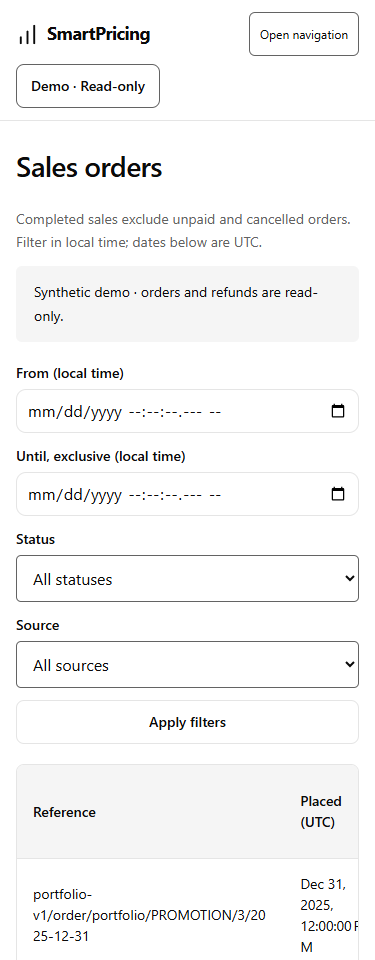 SmartPricing
Open navigation
Demo · Read-only
Sales orders
Completed sales exclude unpaid and cancelled orders.
Filter in local time; dates below are UTC.
Synthetic demo · orders and refunds are read-
only.
From (local time)
mm/dd/yyyy --:--:--.--- --
Until, exclusive (local time)
mm/dd/yyyy --:--:--.--- --
Status
All statuses
Source
All sources
Apply filters
Reference
Placed
(UTC)
portfolio-
v1/order/portfolio/PROMOTION/3/20
25-12-31
Dec 31,
2025,
12:00:00 P
M